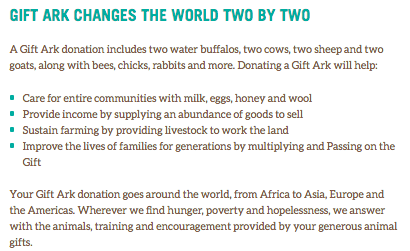 GIFT ARK CHANGES THE WORLD TWO BY TWO
A Gift Ark donation includes two water buffalos, two cows, two sheep and two
goats, along with bees, chicks, rabbits and more. Donating a Gift Ark will help:
Care for entire communities with milk, eggs, honey and wool
Provide income by supplying an abundance of goods to sell
Sustain farming by providing livestock to work the land
Improve the lives of families for generations by multiplying and Passing on the
Gift
Your Gift Ark donation goes around the world, from Africa to Asia, Europe and
the Americas. Wherever we find hunger, poverty and hopelessness, we answer
with the animals, training and encouragement provided by your generous animal
gifts.